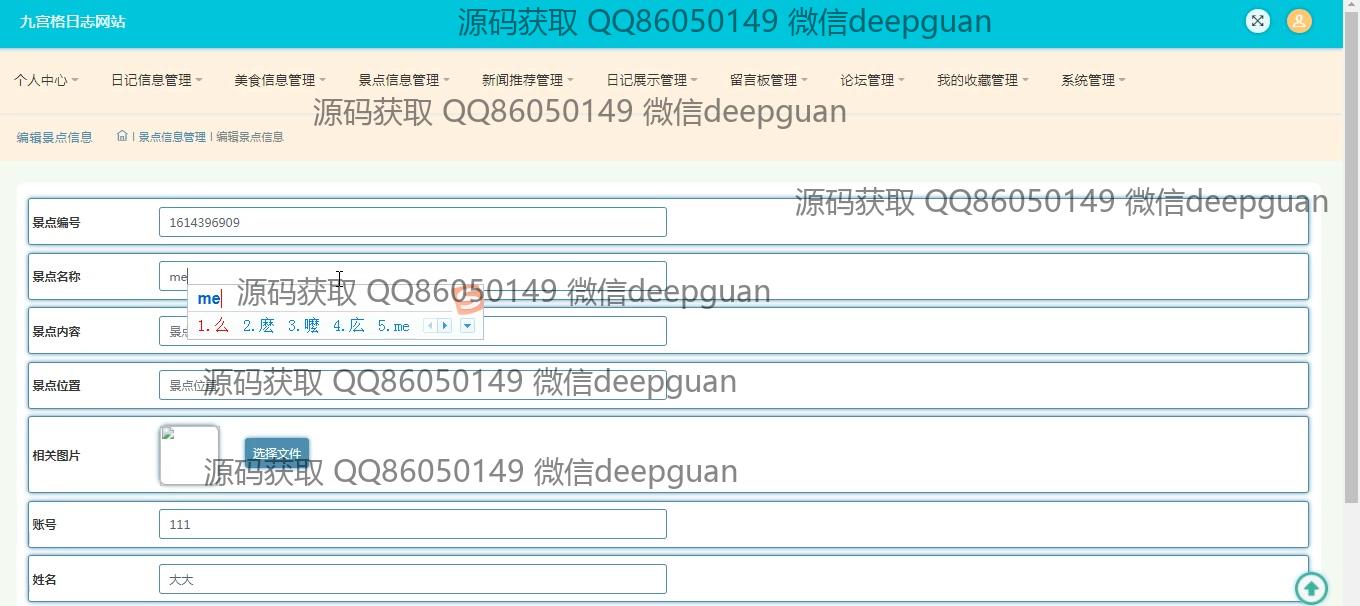 九宫格日志网站
源码获取 QQ86050149 微信deepguan
个人中心 日记信息管理 美食信息管理 景点信息管理 新闻推荐管理 日记展示管理 留言板管理 论坛管理 我的收藏管理 系统管理
源码获取 QQ86050149 微信deepguan
编辑景点信息 | 景点信息管理 | 编辑景点信息
源码获取 QQ86050149 微信deepguan
景点编号 1614396909
景点名称 me
me
源码获取 QQ86050149 微信deepguan
1.么 2.麽 3.嚒 4.庅 5.me
景点内容 景点
景点位置 景点位置
源码获取 QQ86050149 微信deepguan
相关图片 选择文件
源码获取 QQ86050149 微信deepguan
账号 111
姓名 大大